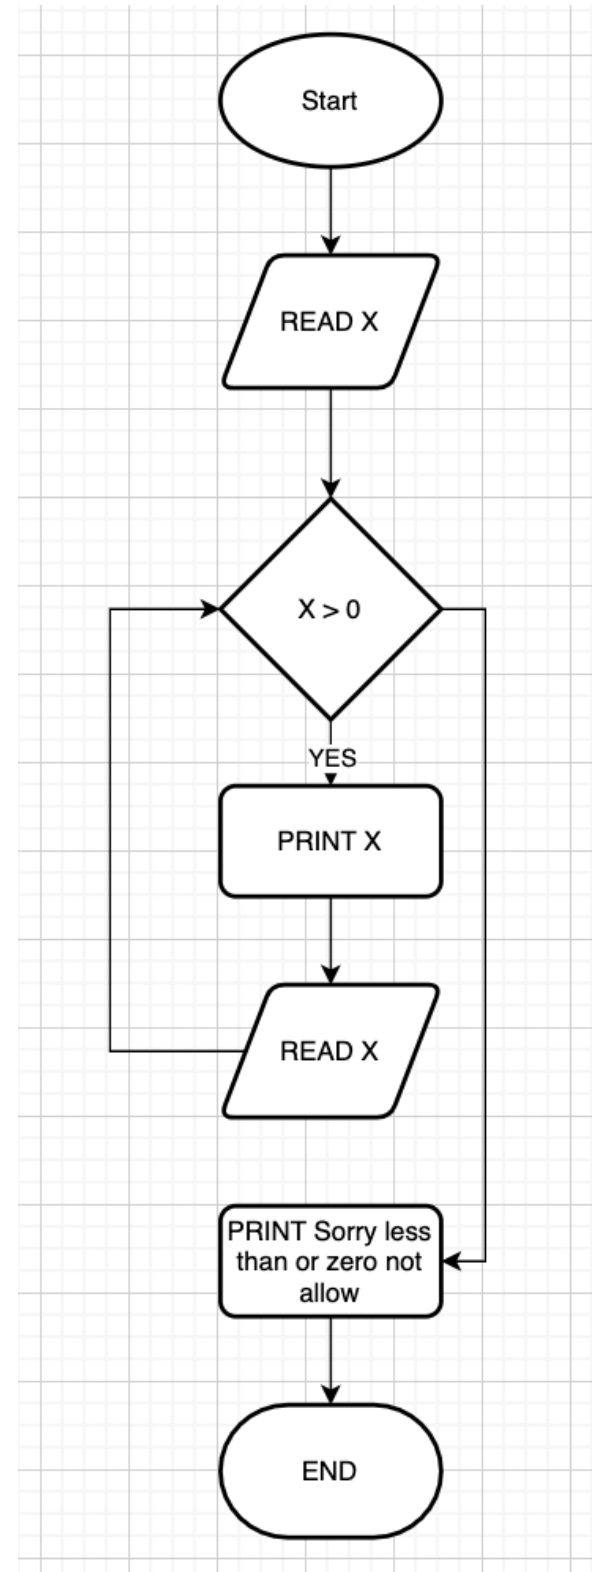 Start
READ X
X > 0
YES
PRINT X
READ X
PRINT Sorry less
than or zero not
allow
END